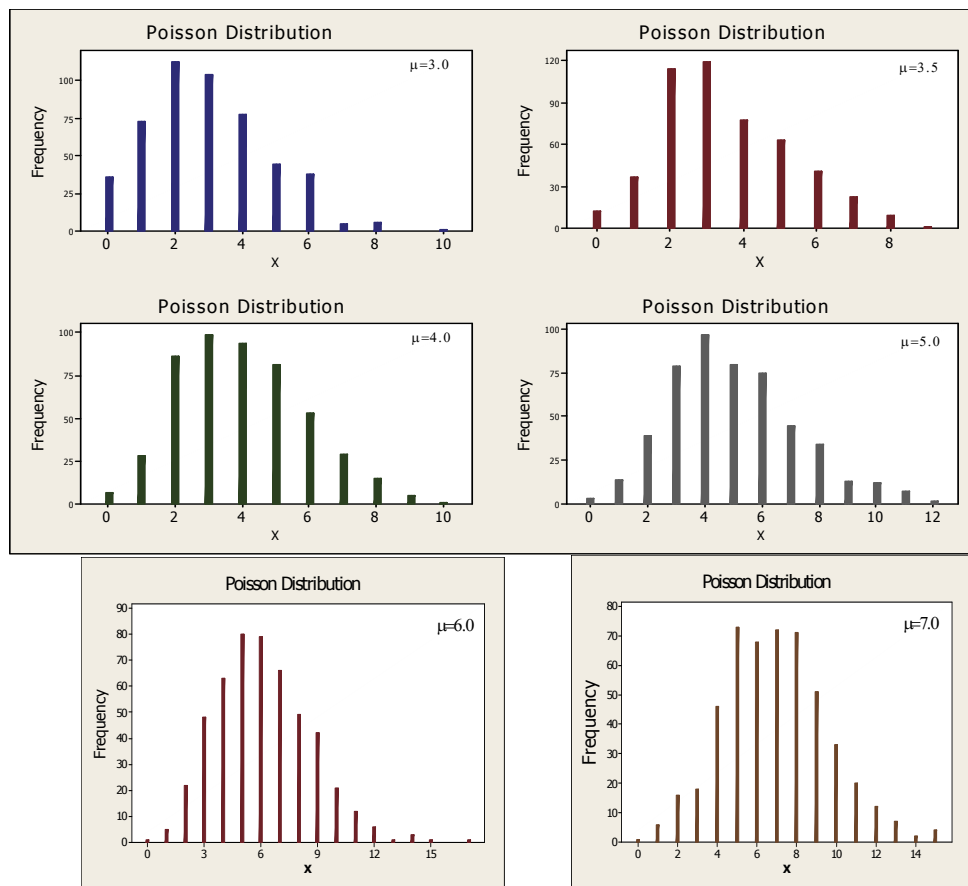 Poisson Distribution
μ=3.0
Frequency
100
75
50
25
0
0 2 4 6 8 10
X
Poisson Distribution
μ=3.5
Frequency
120
90
60
30
0
0 2 4 6 8
X
Poisson Distribution
μ=4.0
Frequency
100
75
50
25
0
0 2 4 6 8 10
X
Poisson Distribution
μ=5.0
Frequency
100
75
50
25
0
0 2 4 6 8 10 12
X
Poisson Distribution
μ=6.0
Frequency
90
80
70
60
50
40
30
20
10
0
0 3 6 9 12 15
x
Poisson Distribution
μ=7.0
Frequency
80
70
60
50
40
30
20
10
0
0 2 4 6 8 10 12 14
x